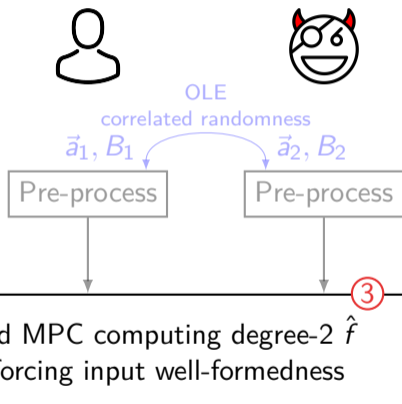 OLE
correlated randomness
a⃗₁, B₁ a⃗₂, B₂
Pre-process Pre-process
3
MPC computing degree-2 f̂
input well-formedness